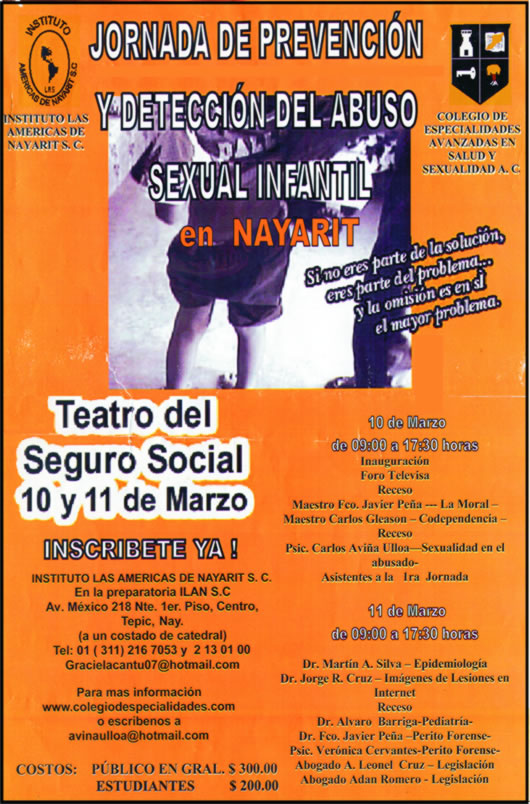 INSTITUTO
AMERICAS DE NAYARIT S.C
INSTITUTO LAS
AMERICAS DE
NAYARIT S. C.
JORNADA DE PREVENCIÓN
Y DETECCIÓN DEL ABUSO
SEXUAL INFANTIL
en NAYARIT
COLEGIO DE
ESPECIALIDADES
AVANZADAS EN
SALUD Y
SEXUALIDAD A. C.
Si no eres parte de la solución,
eres parte del problema...
y la omisión es en sí
el mayor problema.
Teatro del
Seguro Social
10 y 11 de Marzo
INSCRIBETE YA !
INSTITUTO LAS AMERICAS DE NAYARIT S. C.
En la preparatoria ILAN S.C
Av. México 218 Nte. 1er. Piso, Centro,
Tepic, Nay.
(a un costado de catedral)
Tel: 01 ( 311) 216 7053 y 2 13 01 00
Gracielacantu07@hotmail.com
Para mas información
www.colegiodespecialidades.com
o escribenos a
avinaulloa@hotmail.com
COSTOS: PÚBLICO EN GRAL. $ 300.00
ESTUDIANTES $ 200.00
10 de Marzo
de 09:00 a 17:30 horas
Inauguración
Foro Televisa
Receso
Maestro Fco. Javier Peña --- La Moral –
Maestro Carlos Gleason – Codependencia –
Receso
Psic. Carlos Aviña Ulloa—Sexualidad en el
abusado-
Asistentes a la 1ra Jornada
11 de Marzo
de 09:00 a 17:30 horas
Dr. Martín A. Silva – Epidemiología
Dr. Jorge R. Cruz – Imágenes de Lesiones en
Internet
Receso
Dr. Alvaro Barriga-Pediatría-
Dr. Fco. Javier Peña –Perito Forense-
Psic. Verónica Cervantes-Perito Forense-
Abogado A. Leonel Cruz – Legislación
Abogado Adan Romero - Legislación